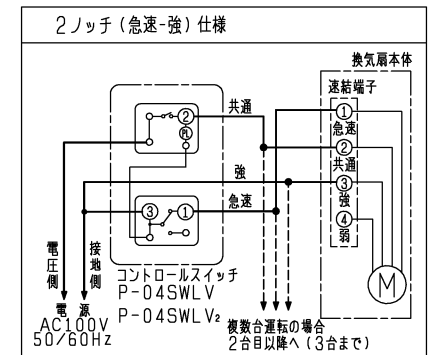 2ノッチ(急速-強)仕様
換気扇本体
速結端子
共通
②
①
PL
急速
②
共通
強
③
急速
強
③
①
④
弱
電圧側
接地側
M
コントロールスイッチ
P-04SWLV
P-04SWLV₂
電 源
AC100V
50/60Hz
複数台運転の場合
2台目以降へ(3台まで)